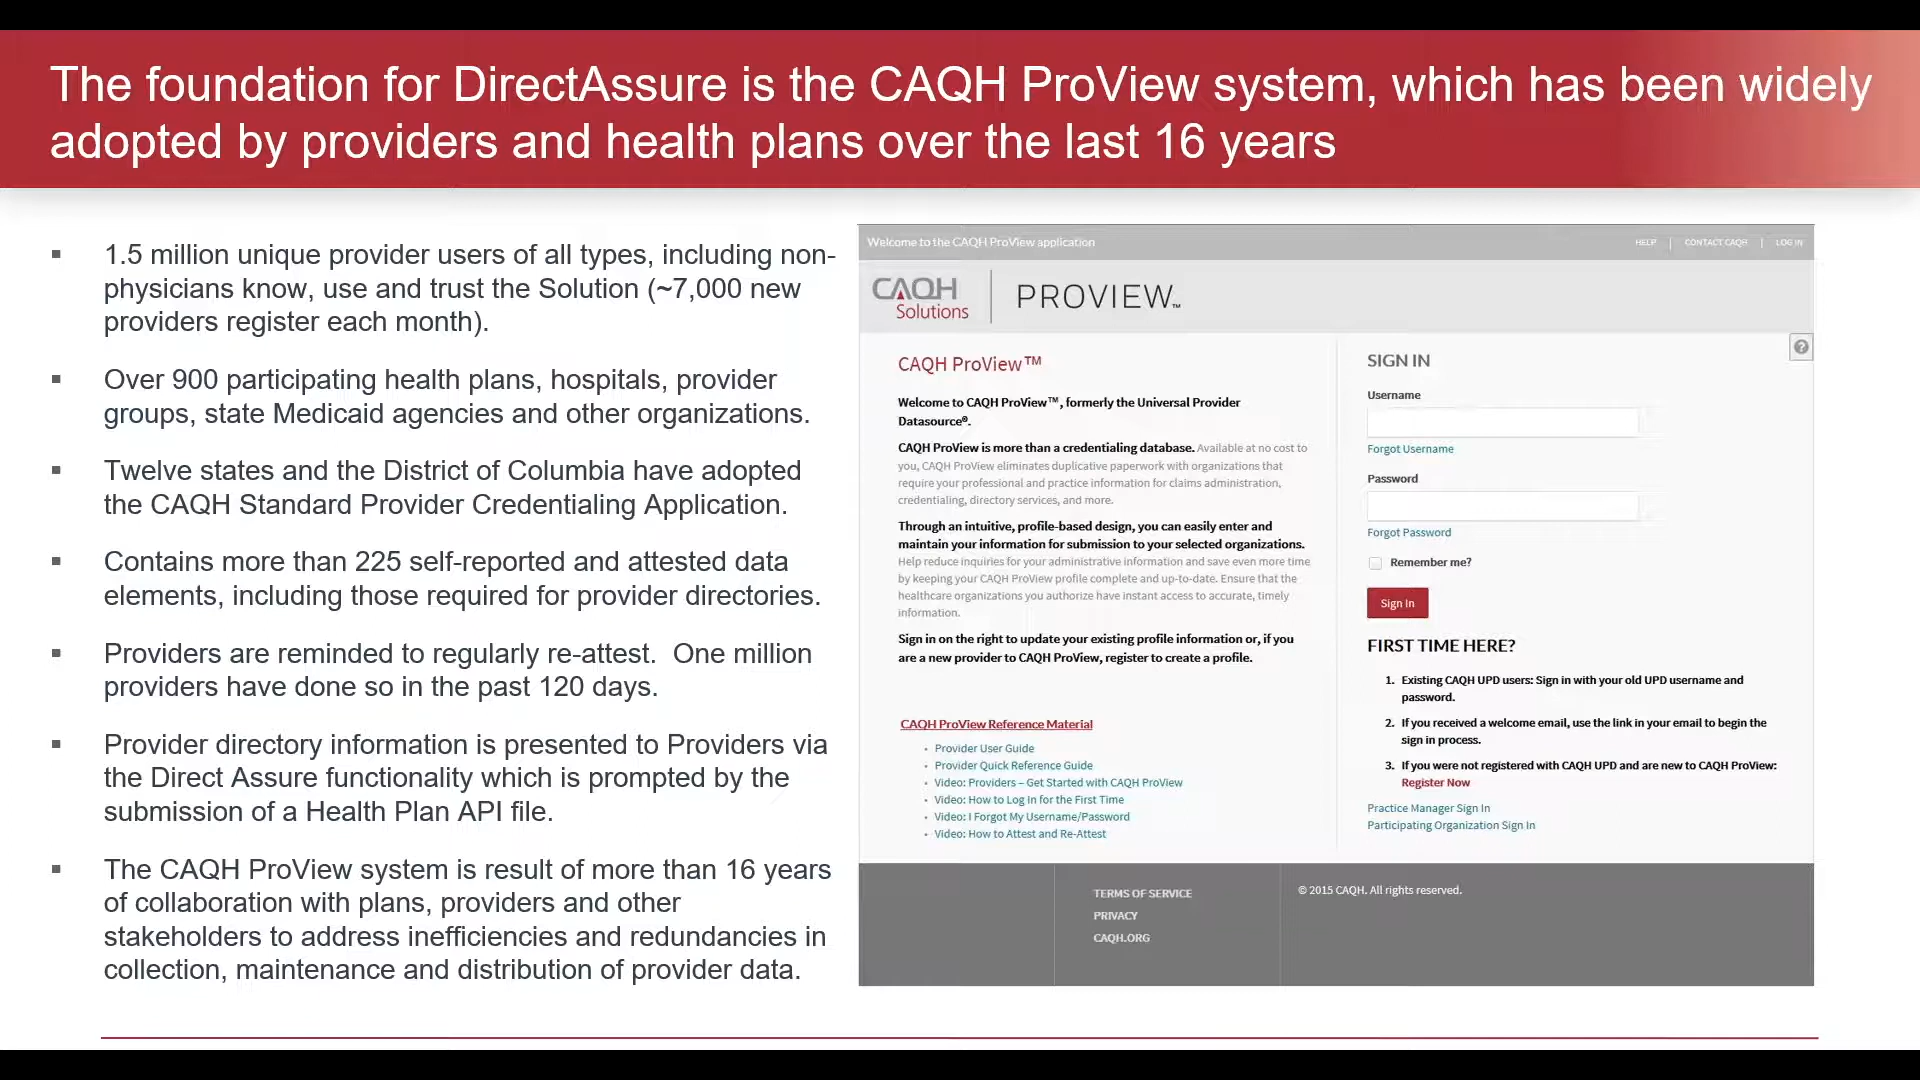 The foundation for DirectAssure is the CAQH ProView system, which has been widely
adopted by providers and health plans over the last 16 years
▪ 1.5 million unique provider users of all types, including non-
physicians know, use and trust the Solution (~7,000 new
providers register each month).
▪ Over 900 participating health plans, hospitals, provider
groups, state Medicaid agencies and other organizations.
▪ Twelve states and the District of Columbia have adopted
the CAQH Standard Provider Credentialing Application.
▪ Contains more than 225 self-reported and attested data
elements, including those required for provider directories.
▪ Providers are reminded to regularly re-attest.  One million
providers have done so in the past 120 days.
▪ Provider directory information is presented to Providers via
the Direct Assure functionality which is prompted by the
submission of a Health Plan API file.
▪ The CAQH ProView system is result of more than 16 years
of collaboration with plans, providers and other
stakeholders to address inefficiencies and redundancies in
collection, maintenance and distribution of provider data.
Welcome to the CAQH ProView application
HELP | CONTACT CAQH | LOG IN
CAQH
Solutions
PROVIEW™
CAQH ProView™
Welcome to CAQH ProView™, formerly the Universal Provider
Datasource®.
CAQH ProView is more than a credentialing database. Available at no cost to
you, CAQH ProView eliminates duplicative paperwork with organizations that
require your professional and practice information for claims administration,
credentialing, directory services, and more.
Through an intuitive, profile-based design, you can easily enter and
maintain your information for submission to your selected organizations.
Help reduce inquiries for your administrative information and save even more time
by keeping your CAQH ProView profile complete and up-to-date. Ensure that the
healthcare organizations you authorize have instant access to accurate, timely
information.
Sign in on the right to update your existing profile information or, if you
are a new provider to CAQH ProView, register to create a profile.
CAQH ProView Reference Material
• Provider User Guide
• Provider Quick Reference Guide
• Video: Providers – Get Started with CAQH ProView
• Video: How to Log In for the First Time
• Video: I Forgot My Username/Password
• Video: How to Attest and Re-Attest
?
SIGN IN
Username
Forgot Username
Password
Forgot Password
Remember me?
Sign In
FIRST TIME HERE?
1. Existing CAQH UPD users: Sign in with your old UPD username and
password.
2. If you received a welcome email, use the link in your email to begin the
sign in process.
3. If you were not registered with CAQH UPD and are new to CAQH ProView:
Register Now
Practice Manager Sign In
Participating Organization Sign In
TERMS OF SERVICE
PRIVACY
CAQH.ORG
© 2015 CAQH. All rights reserved.